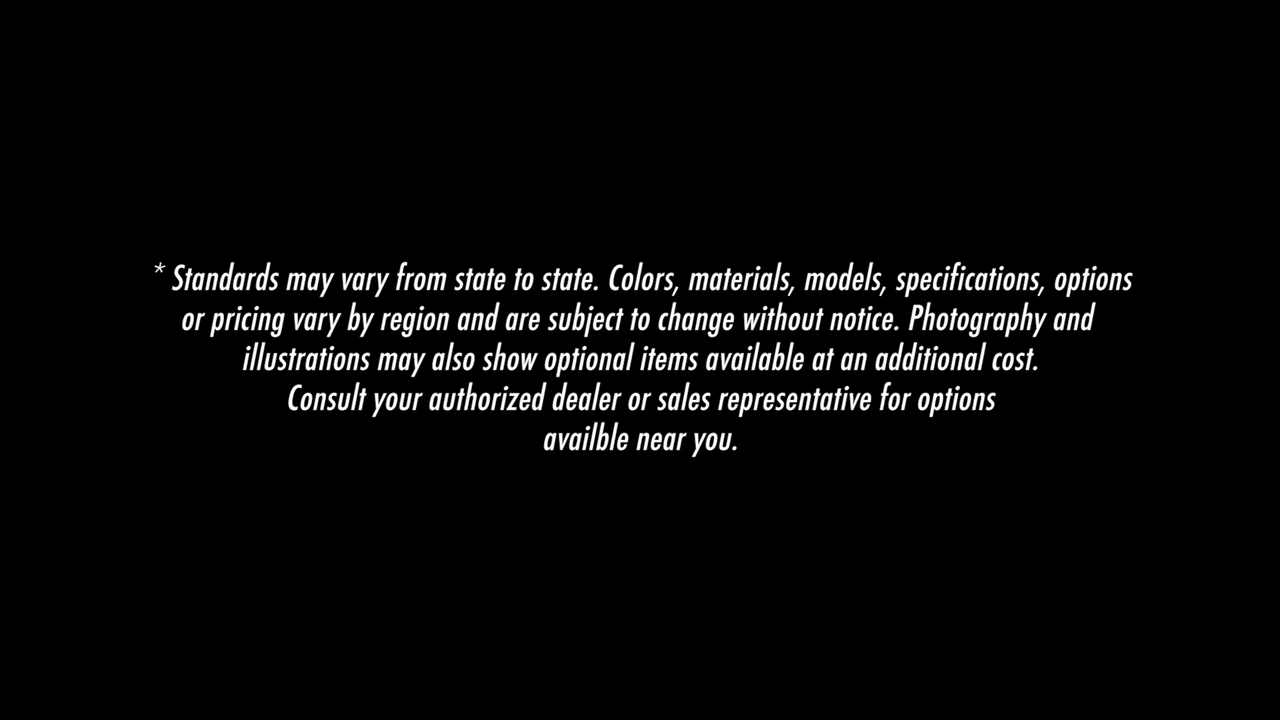 * Standards may vary from state to state. Colors, materials, models, specifications, options
or pricing vary by region and are subject to change without notice. Photography and
illustrations may also show optional items available at an additional cost.
Consult your authorized dealer or sales representative for options
availble near you.